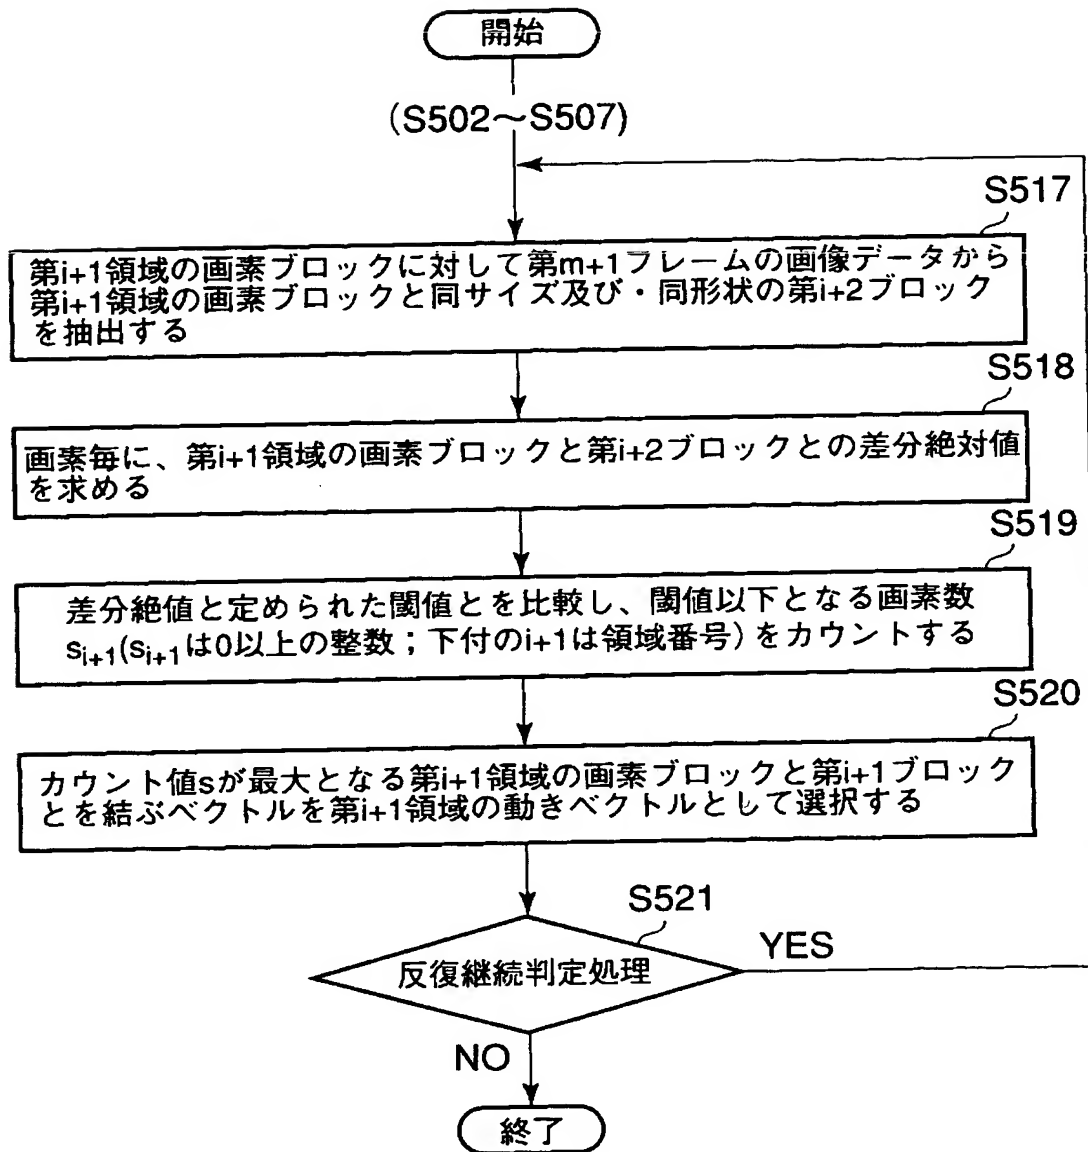 開始
(S502～S507)
S517
第i+1領域の画素ブロックに対して第m+1フレームの画像データから
第i+1領域の画素ブロックと同サイズ及び・同形状の第i+2ブロック
を抽出する
S518
画素毎に、第i+1領域の画素ブロックと第i+2ブロックとの差分絶対値
を求める
S519
差分絶値と定められた閾値とを比較し、閾値以下となる画素数
si+1(si+1は0以上の整数；下付のi+1は領域番号)をカウントする
S520
カウント値sが最大となる第i+1領域の画素ブロックと第i+1ブロック
とを結ぶベクトルを第i+1領域の動きベクトルとして選択する
S521
反復継続判定処理
YES
NO
終了